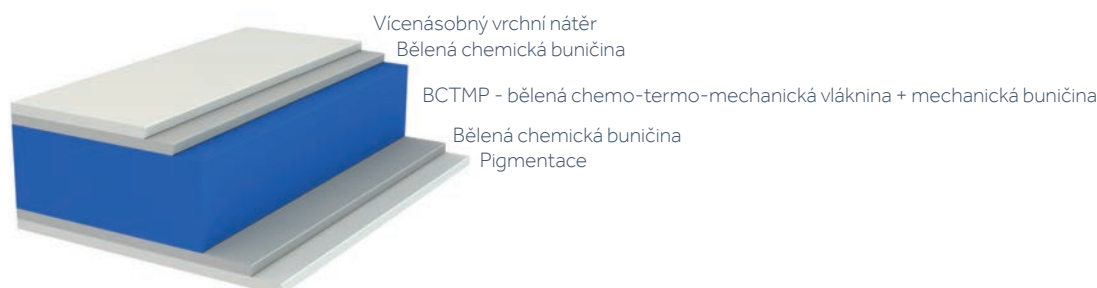 Vícenásobný vrchní nátěr
Bělená chemická buničina
BCTMP - bělená chemo-termo-mechanická vláknina + mechanická buničina
Bělená chemická buničina
Pigmentace